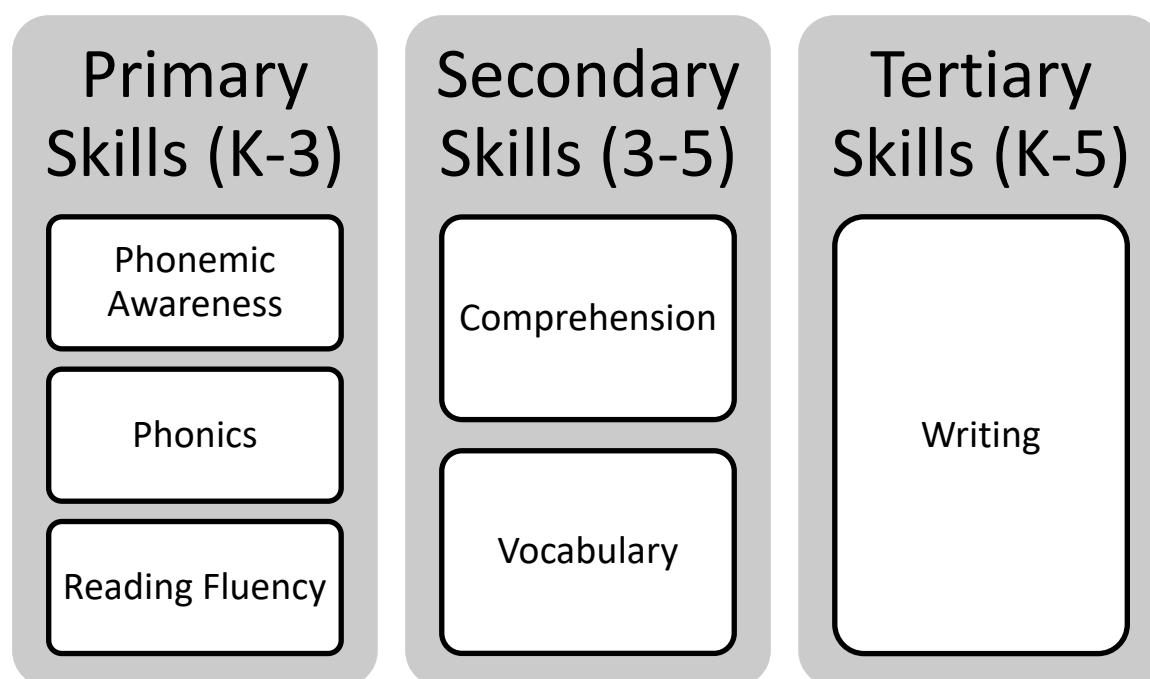 Primary
Skills (K-3)
Phonemic
Awareness
Phonics
Reading Fluency
Secondary
Skills (3-5)
Comprehension
Vocabulary
Tertiary
Skills (K-5)
Writing